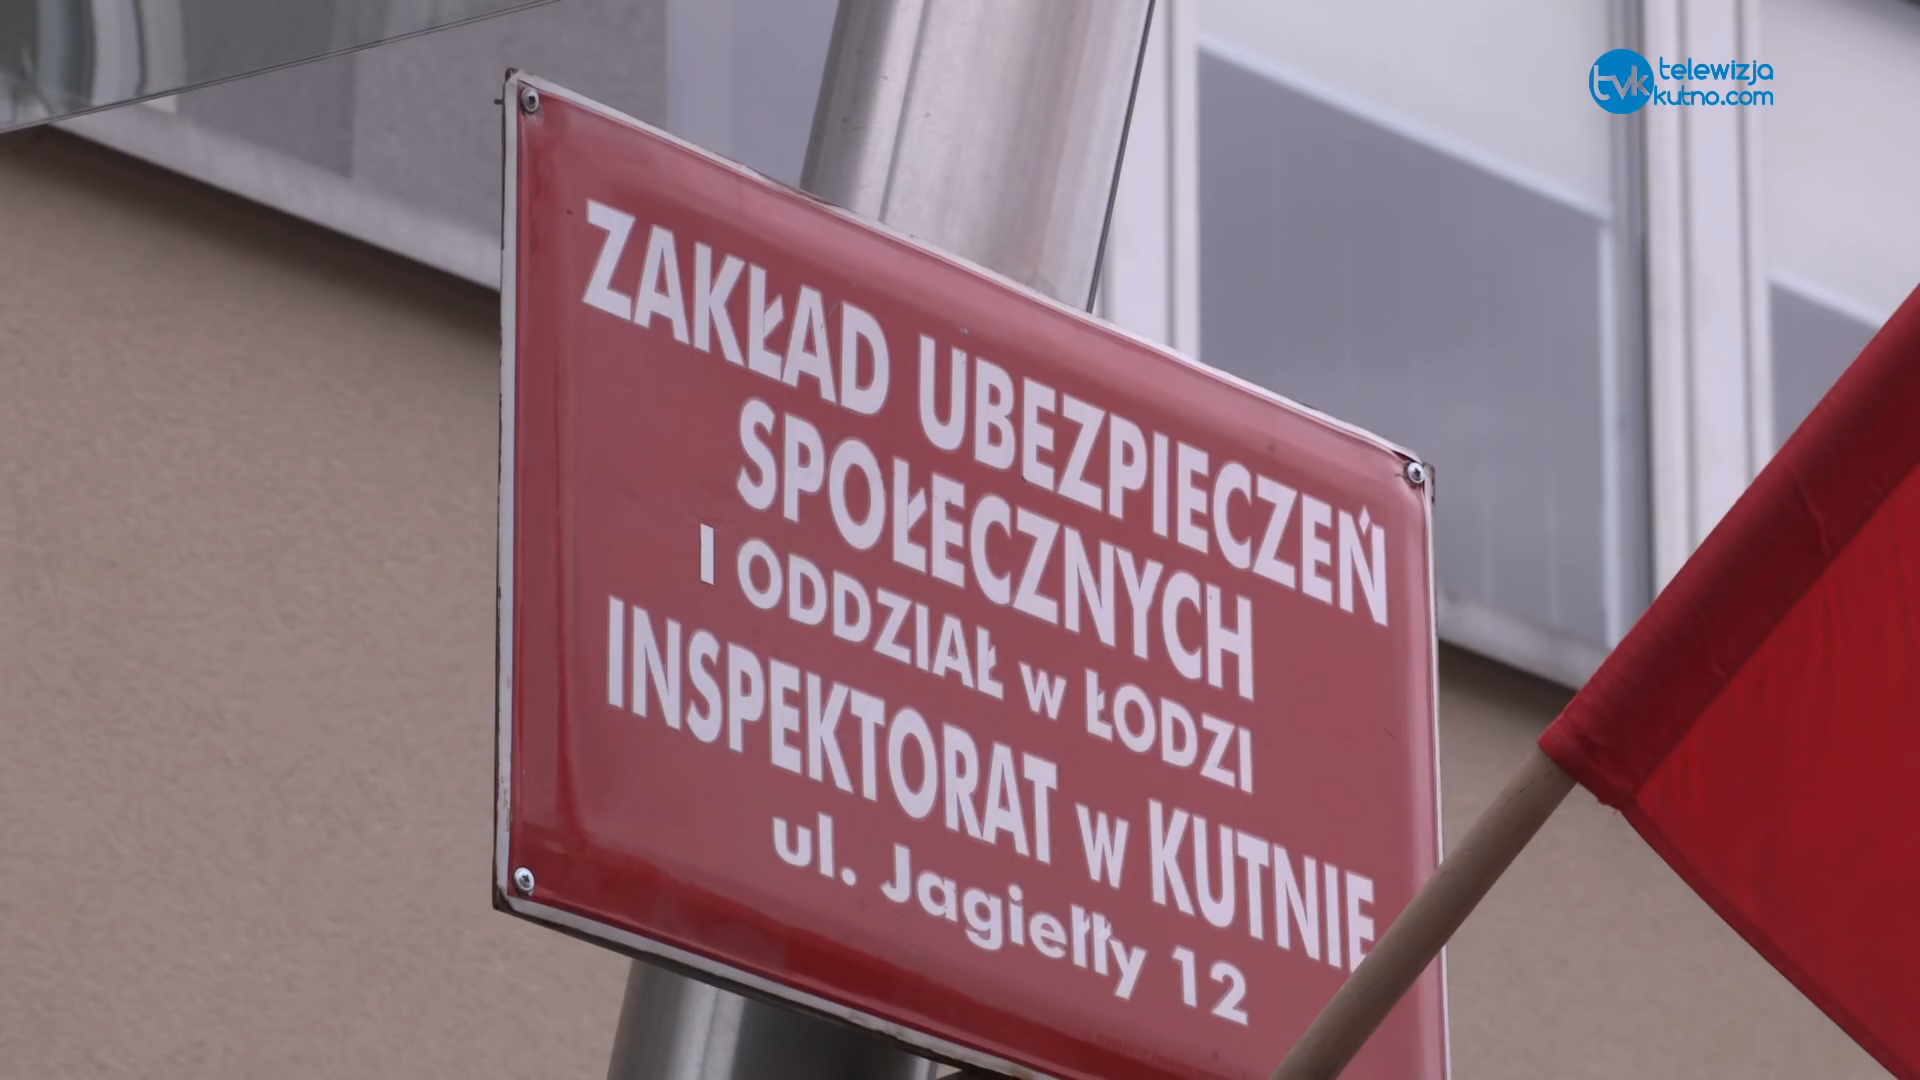 tvk telewizja
kutno.com
ZAKŁAD UBEZPIECZEŃ
SPOŁECZNYCH
I ODDZIAŁ w ŁODZI
INSPEKTORAT w KUTNIE
ul. Jagiełły 12